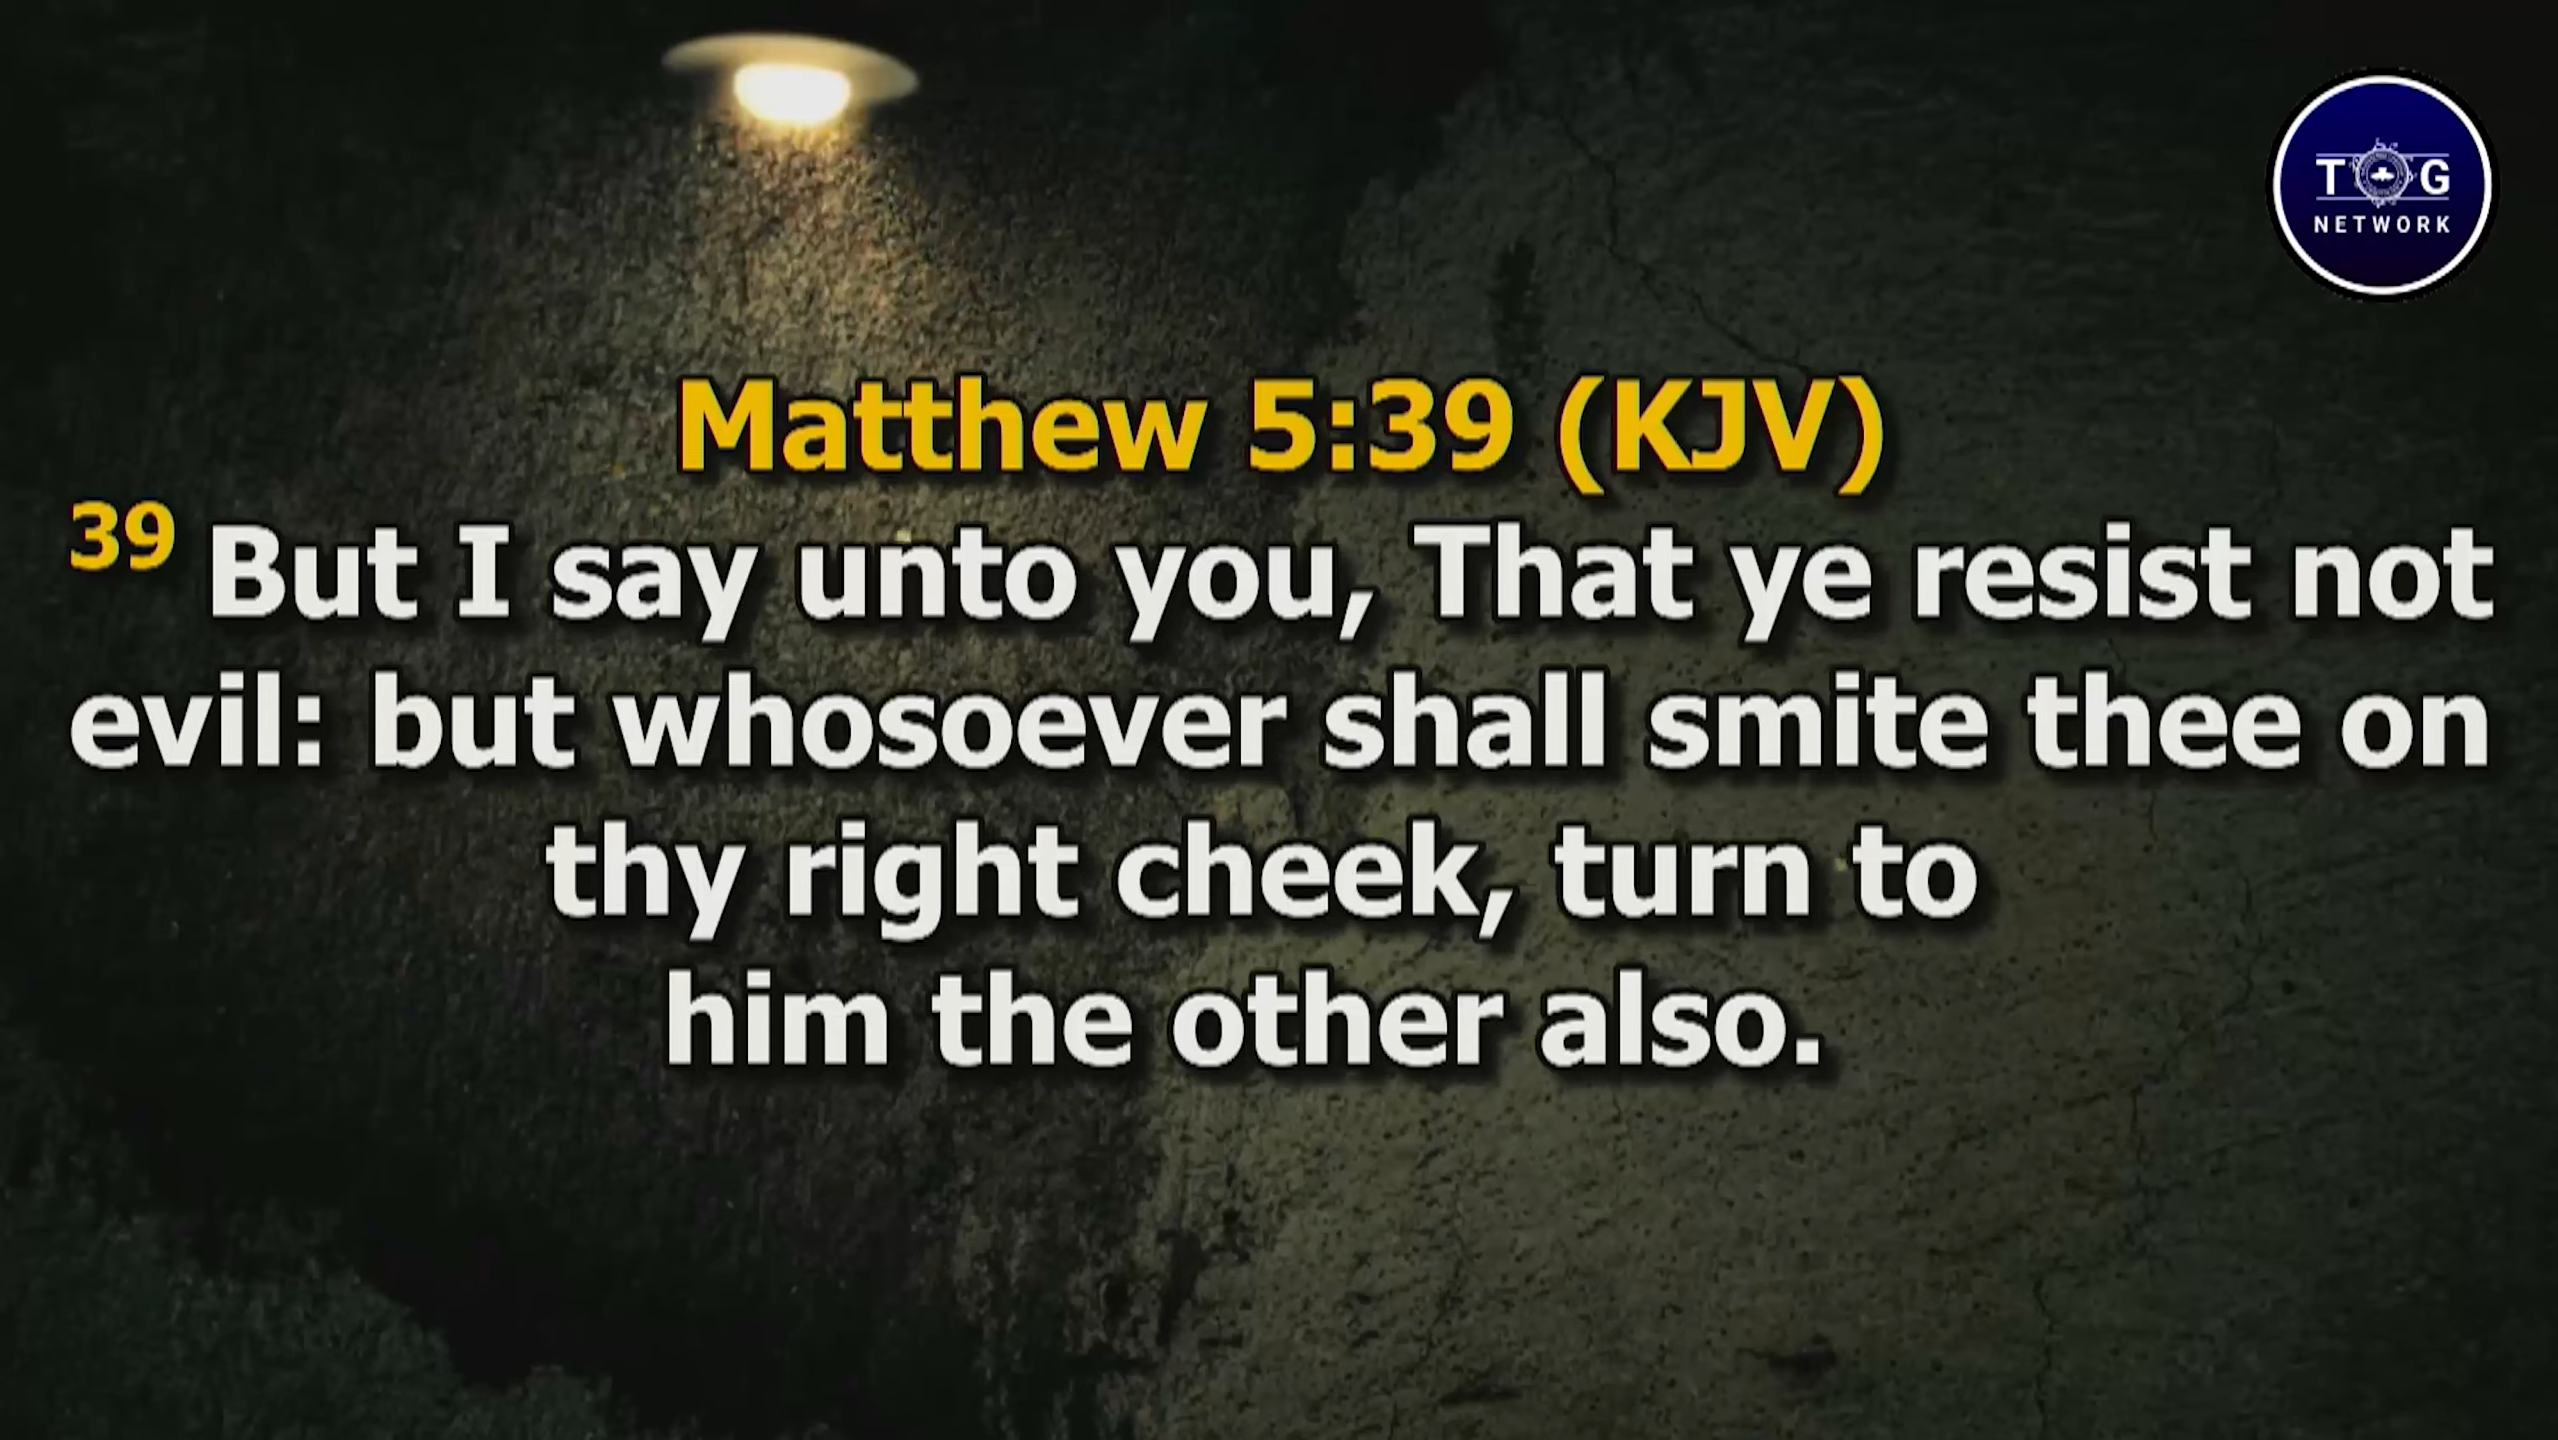 T G
NETWORK
Matthew 5:39 (KJV)
39 But I say unto you, That ye resist not
evil: but whosoever shall smite thee on
thy right cheek, turn to
him the other also.